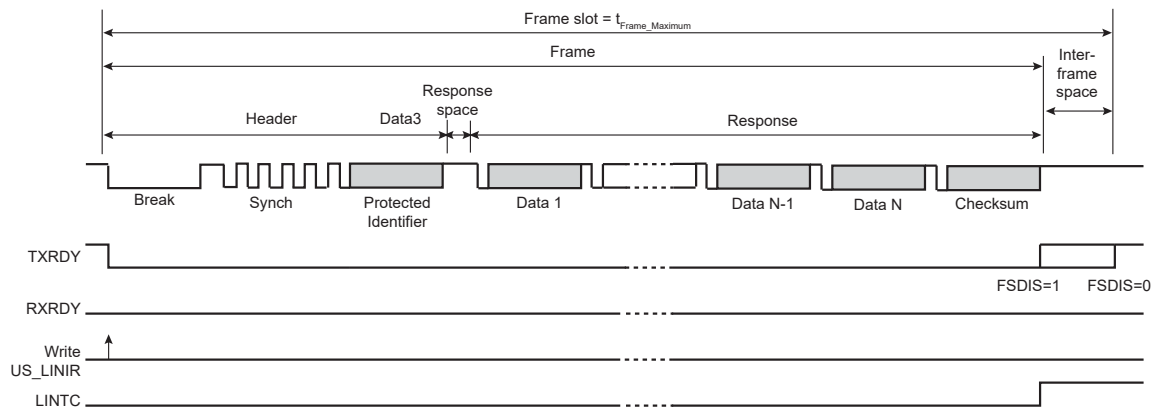 Frame slot = tFrame_Maximum
Frame
Inter-
frame
space
Header
Data3
Response
space
Response
Break
Synch
Protected
Identifier
Data 1
Data N-1
Data N
Checksum
TXRDY
FSDIS=1
FSDIS=0
RXRDY
Write
US_LINIR
LINTC